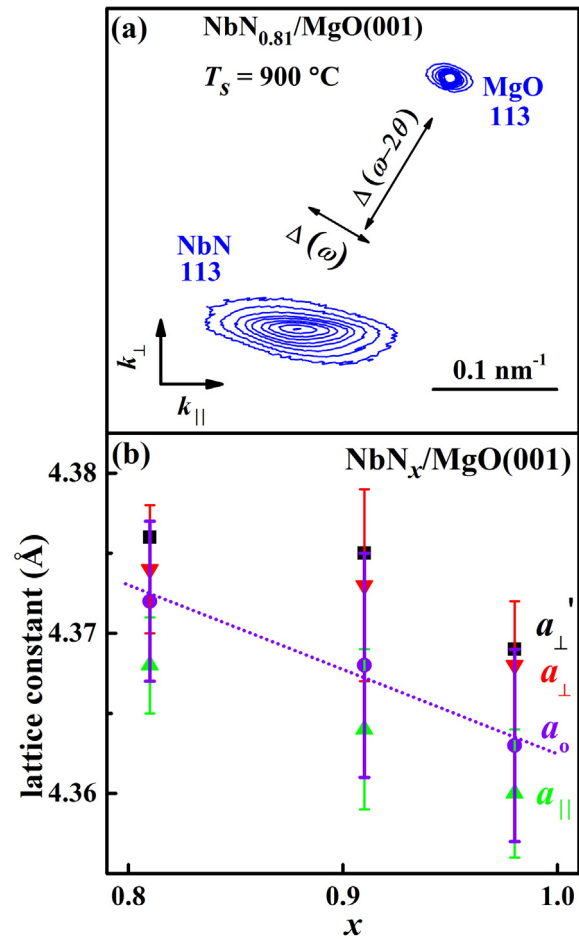 (a)
NbN0.81/MgO(001)
Ts = 900 °C
MgO
113
Δ(ω−2θ)
Δ(ω)
NbN
113
k⊥
k||
0.1 nm-1
(b)
NbNx/MgO(001)
4.38
4.37
4.36
lattice constant (Å)
a⊥'
a⊥
ao
a||
0.8
0.9
1.0
x